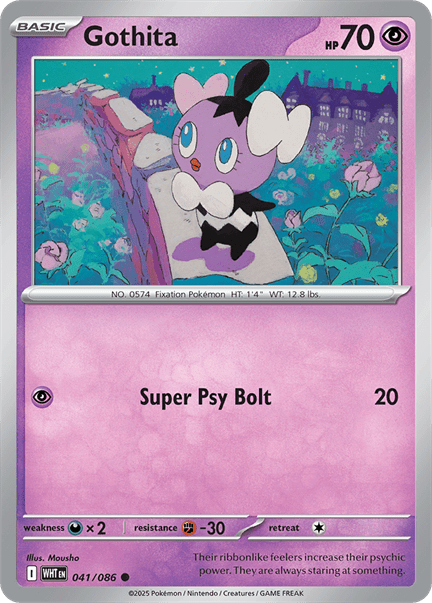 BASIC
Gothita
HP 70
NO. 0574 Fixation Pokémon HT: 1'4" WT: 12.8 lbs.
Super Psy Bolt 20
weakness ×2 resistance -30 retreat
Illus. Mousho
I WHT EN 041/086
Their ribbonlike feelers increase their psychic
power. They are always staring at something.
©2025 Pokémon / Nintendo / Creatures / GAME FREAK